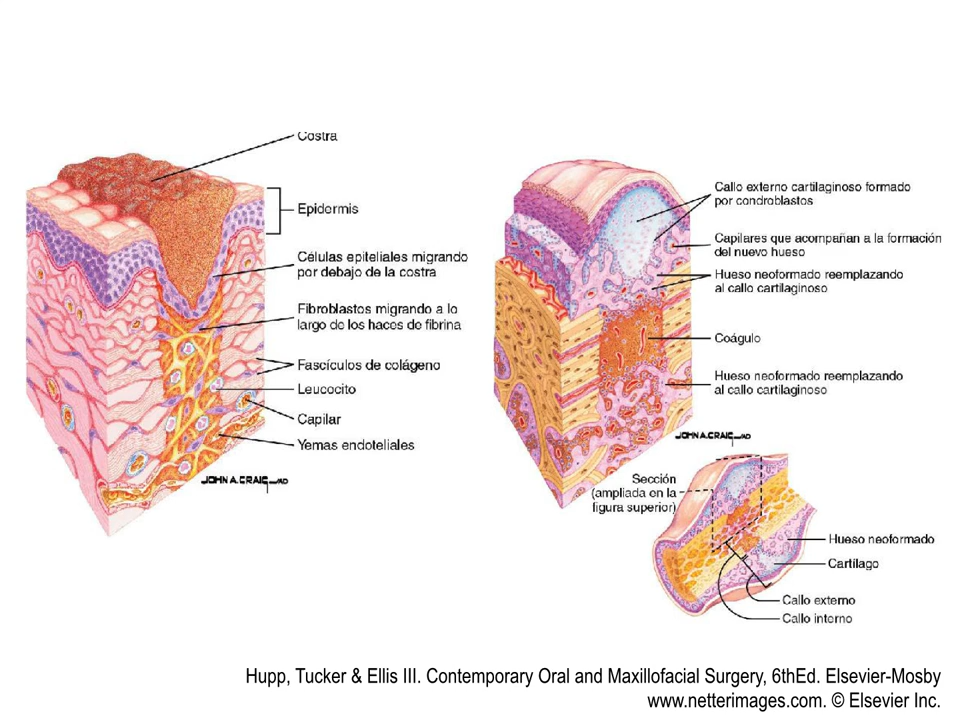 Costra
Epidermis
Células epiteliales migrando
por debajo de la costra
Fibroblastos migrando a lo
largo de los haces de fibrina
Fascículos de colágeno
Leucocito
Capilar
Yemas endoteliales
JOHN A. CRAIG AD
Callo externo cartilaginoso formado
por condroblastos
Capilares que acompañan a la formación
del nuevo hueso
Hueso neoformado reemplazando
al callo cartilaginoso
Coágulo
Hueso neoformado reemplazando
al callo cartilaginoso
JOHN A. CRAIG AD
Sección
(ampliada en la
figura superior)
Hueso neoformado
Cartílago
Callo externo
Callo interno
Hupp, Tucker & Ellis III. Contemporary Oral and Maxillofacial Surgery, 6thEd. Elsevier-Mosby
www.netterimages.com. © Elsevier Inc.